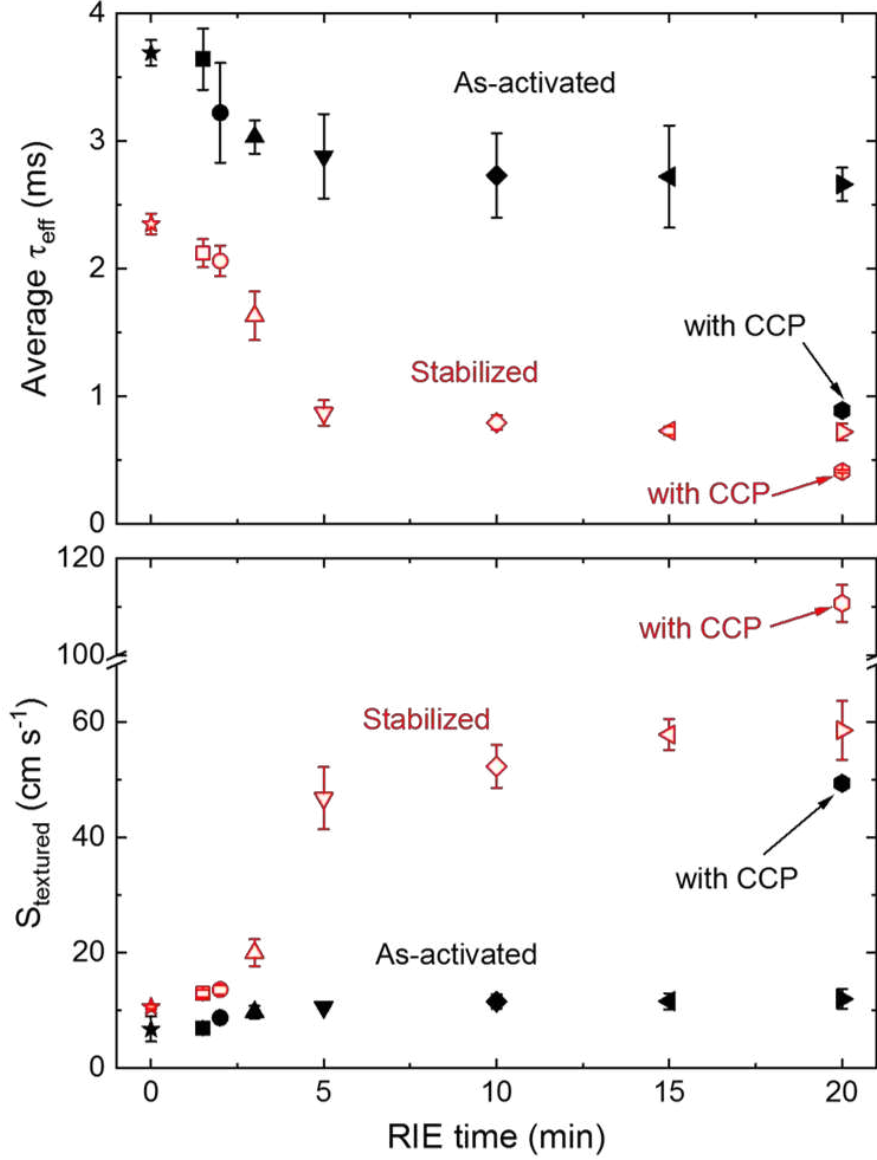 4
As-activated
3
Average τeff (ms)
2
with CCP
Stabilized
1
with CCP
0
120
with CCP
100
Stabilized
60
Stextured (cm s-1)
40
with CCP
As-activated
20
0
0 5 10 15 20
RIE time (min)